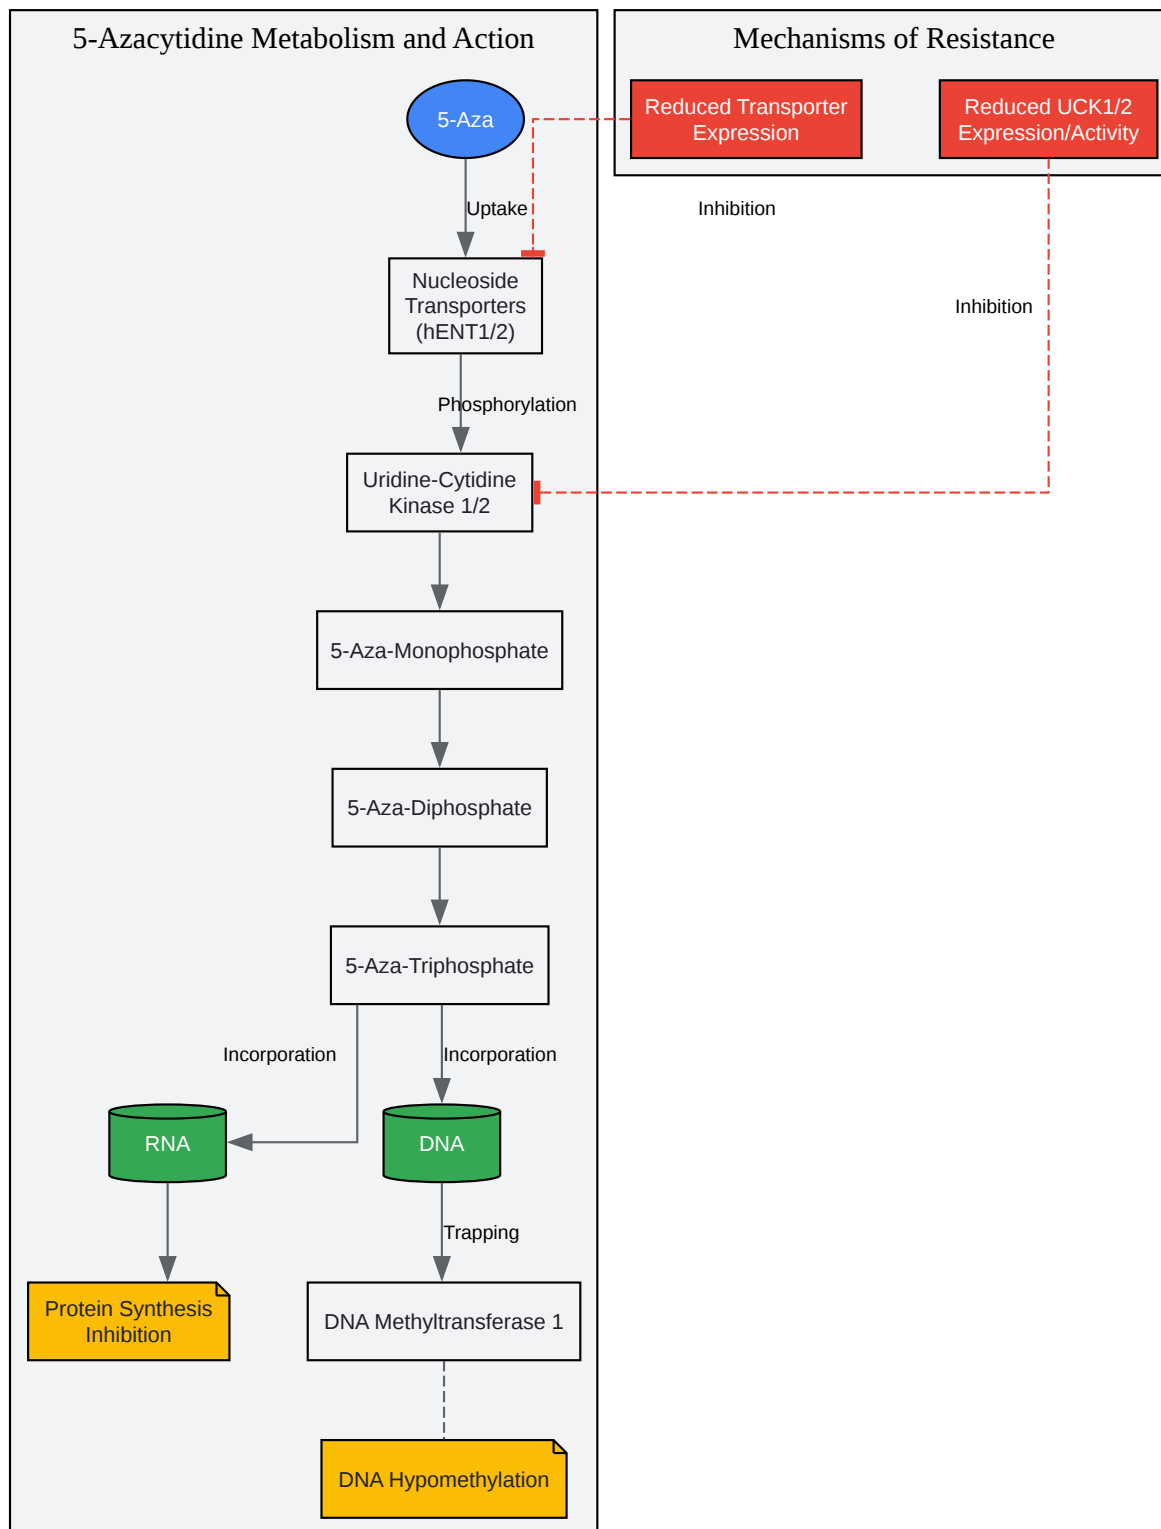 5-Azacytidine Metabolism and Action
Mechanisms of Resistance
5-Aza
Reduced Transporter
Expression
Reduced UCK1/2
Expression/Activity
Uptake
Inhibition
Nucleoside
Transporters
(hENT1/2)
Inhibition
Phosphorylation
Uridine-Cytidine
Kinase 1/2
5-Aza-Monophosphate
5-Aza-Diphosphate
5-Aza-Triphosphate
Incorporation
Incorporation
RNA
DNA
Trapping
Protein Synthesis
Inhibition
DNA Methyltransferase 1
DNA Hypomethylation